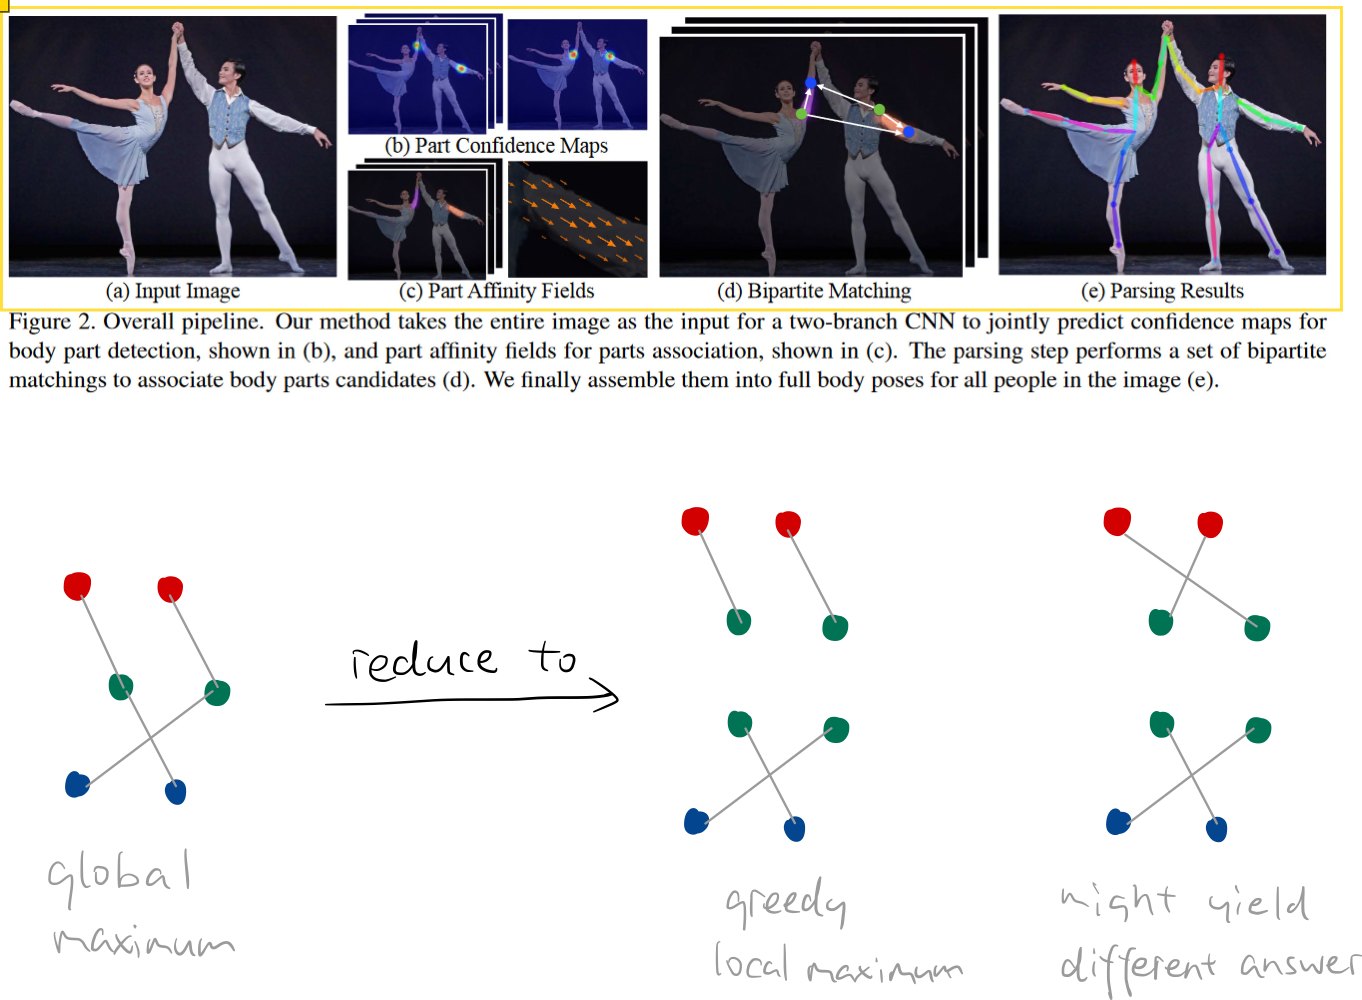 (b) Part Confidence Maps
(a) Input Image
(c) Part Affinity Fields
(d) Bipartite Matching
(e) Parsing Results
Figure 2. Overall pipeline. Our method takes the entire image as the input for a two-branch CNN to jointly predict confidence maps for
body part detection, shown in (b), and part affinity fields for parts association, shown in (c). The parsing step performs a set of bipartite
matchings to associate body parts candidates (d). We finally assemble them into full body poses for all people in the image (e).
reduce to
global
maximum
greedy
local maximum
might yield
different answer